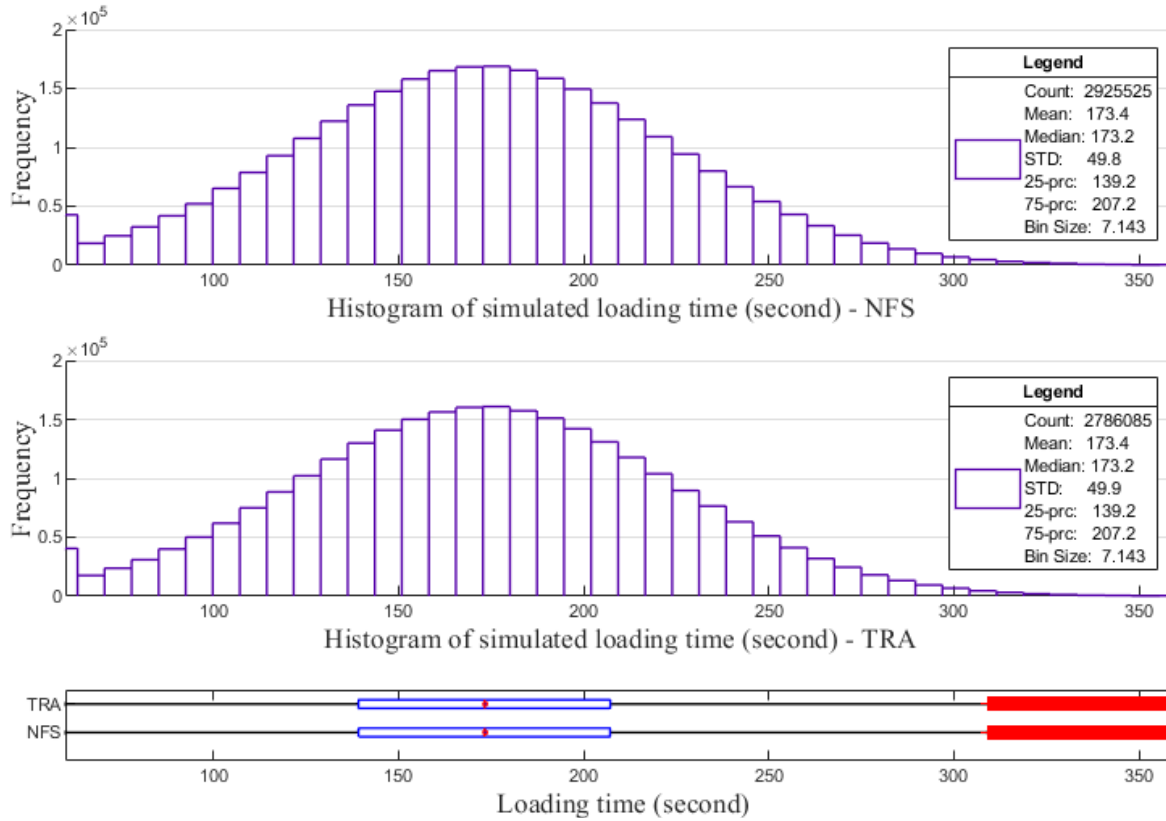 2 ×10⁵
1.5
1
0.5
0
Frequency
100 150 200 250 300 350
Histogram of simulated loading time (second) - NFS
Legend
Count: 2925525
Mean: 173.4
Median: 173.2
STD: 49.8
25-prc: 139.2
75-prc: 207.2
Bin Size: 7.143
2 ×10⁵
1.5
1
0.5
0
Frequency
100 150 200 250 300 350
Histogram of simulated loading time (second) - TRA
Legend
Count: 2786085
Mean: 173.4
Median: 173.2
STD: 49.9
25-prc: 139.2
75-prc: 207.2
Bin Size: 7.143
TRA
NFS
100 150 200 250 300 350
Loading time (second)